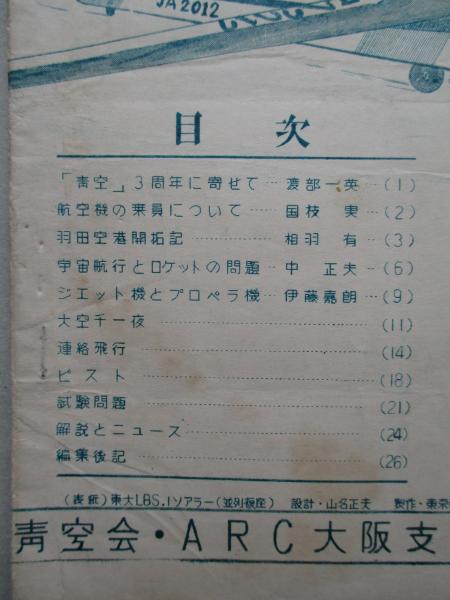 JA2012
目次
「青空」3周年に寄せて…渡部一英…(1)
航空機の乗員について……国枝 実…(2)
羽田空港開拓記………相羽 有…(3)
宇宙航行とロケットの問題…中 正夫…(6)
ジエット機とプロペラ機…伊藤嘉朗…(9)
大空千一夜………(11)
連絡飛行………(14)
ピスト………(18)
試験問題………(21)
解説とニュース………(24)
編集後記………(26)
(表紙)東大LBS.1ソアラー(並列複座) 設計・山名正夫 製作・東
青空会・ARC大阪支